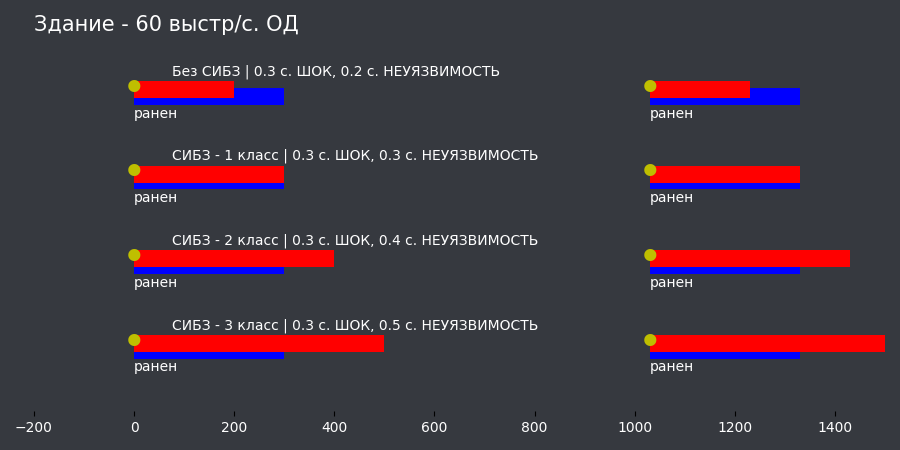 Здание - 60 выстр/с. ОД
Без СИБЗ | 0.3 с. ШОК, 0.2 с. НЕУЯЗВИМОСТЬ
ранен ранен
СИБЗ - 1 класс | 0.3 с. ШОК, 0.3 с. НЕУЯЗВИМОСТЬ
ранен ранен
СИБЗ - 2 класс | 0.3 с. ШОК, 0.4 с. НЕУЯЗВИМОСТЬ
ранен ранен
СИБЗ - 3 класс | 0.3 с. ШОК, 0.5 с. НЕУЯЗВИМОСТЬ
ранен ранен
−200 0 200 400 600 800 1000 1200 1400